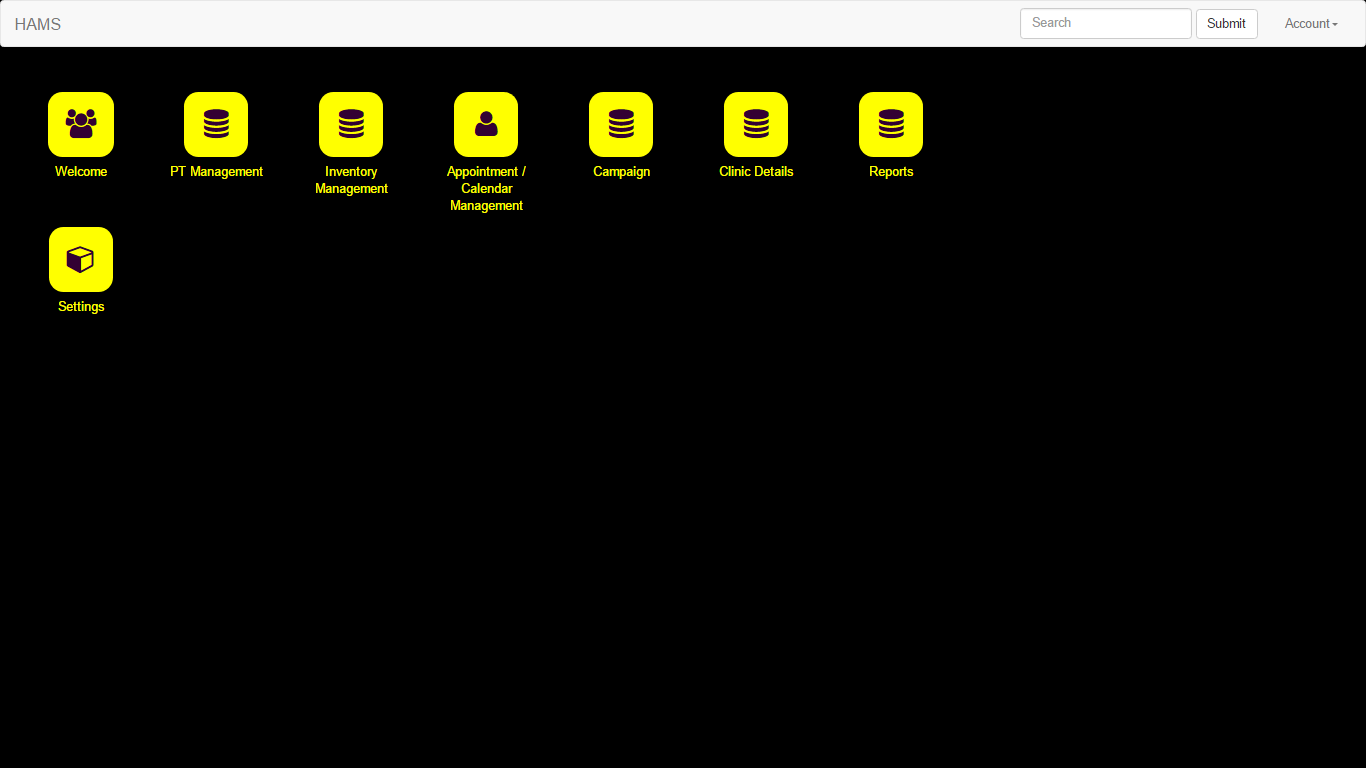 HAMS
Search
Submit
Account
Welcome
PT Management
Inventory
Management
Appointment /
Calendar
Management
Campaign
Clinic Details
Reports
Settings